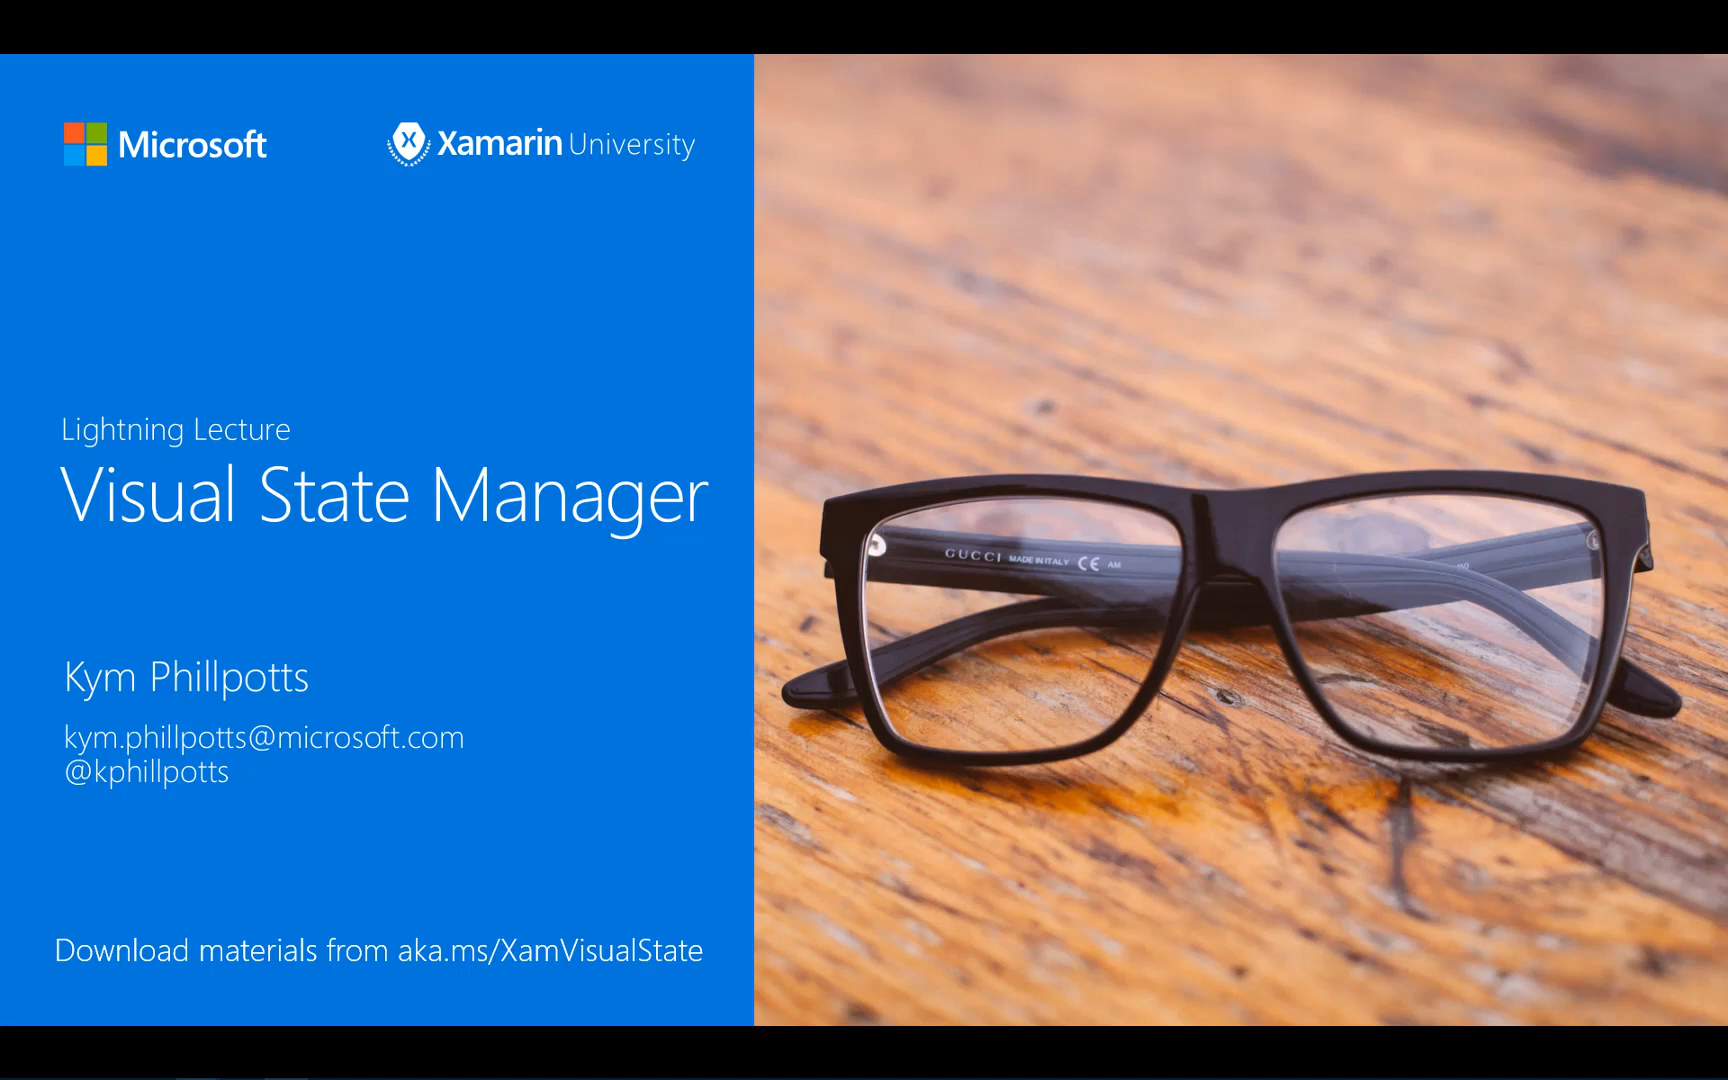 Microsoft
Xamarin University
Lightning Lecture
Visual State Manager
Kym Phillpotts
kym.phillpotts@microsoft.com
@kphillpotts
Download materials from aka.ms/XamVisualState
GUCCI MADE IN ITALY CE AM